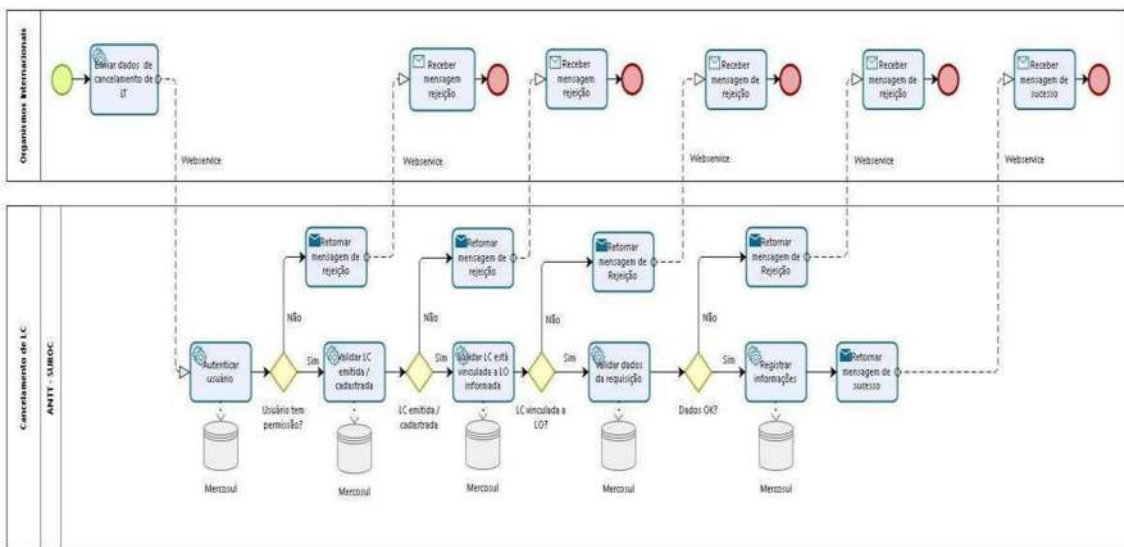 Organismos Internacionais
Enviar dados de
cancelamento de
LT
Receber
mensagem
rejeição
Receber
mensagem
rejeição
Receber
mensagem de
rejeição
Receber
mensagem de
rejeição
Receber
mensagem de
sucesso
Webservice
Webservice
Webservice
Webservice
Webservice
Cancelamento de LC
ANTT - SUROC
Retornar
mensagem de
rejeição
Retornar
mensagem de
rejeição
Retornar
mensagem de
Rejeição
Retornar
mensagem de
Rejeição
Não
Não
Não
Não
Autenticar
usuário
Sim
Validar LC
emitida /
cadastrada
Sim
Validar LC está
vinculada a LO
informada
Sim
Validar dados
da requisição
Sim
Registrar
informações
Retornar
mensagem de
sucesso
Usuário tem
permissão?
LC emitida /
cadastrada
LC vinculada a
LO?
Dados OK?
Mercosul
Mercosul
Mercosul
Mercosul
Mercosul